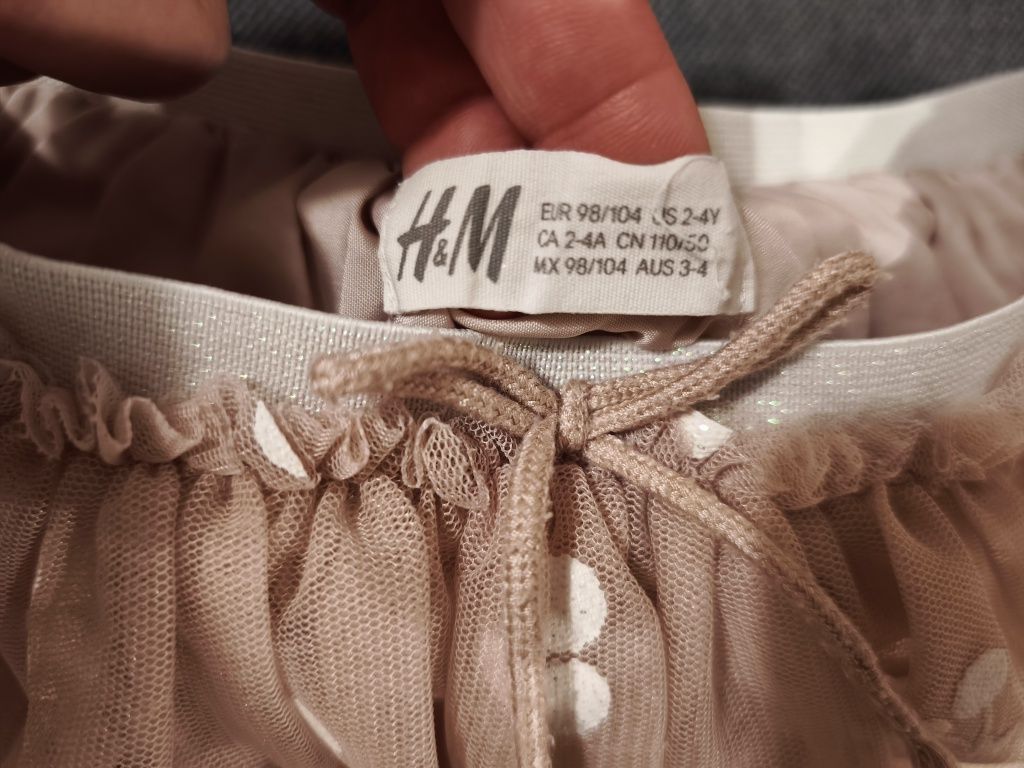 H&M
EUR 98/104 US 2-4Y
CA 2-4A CN 110/50
MX 98/104 AUS 3-4